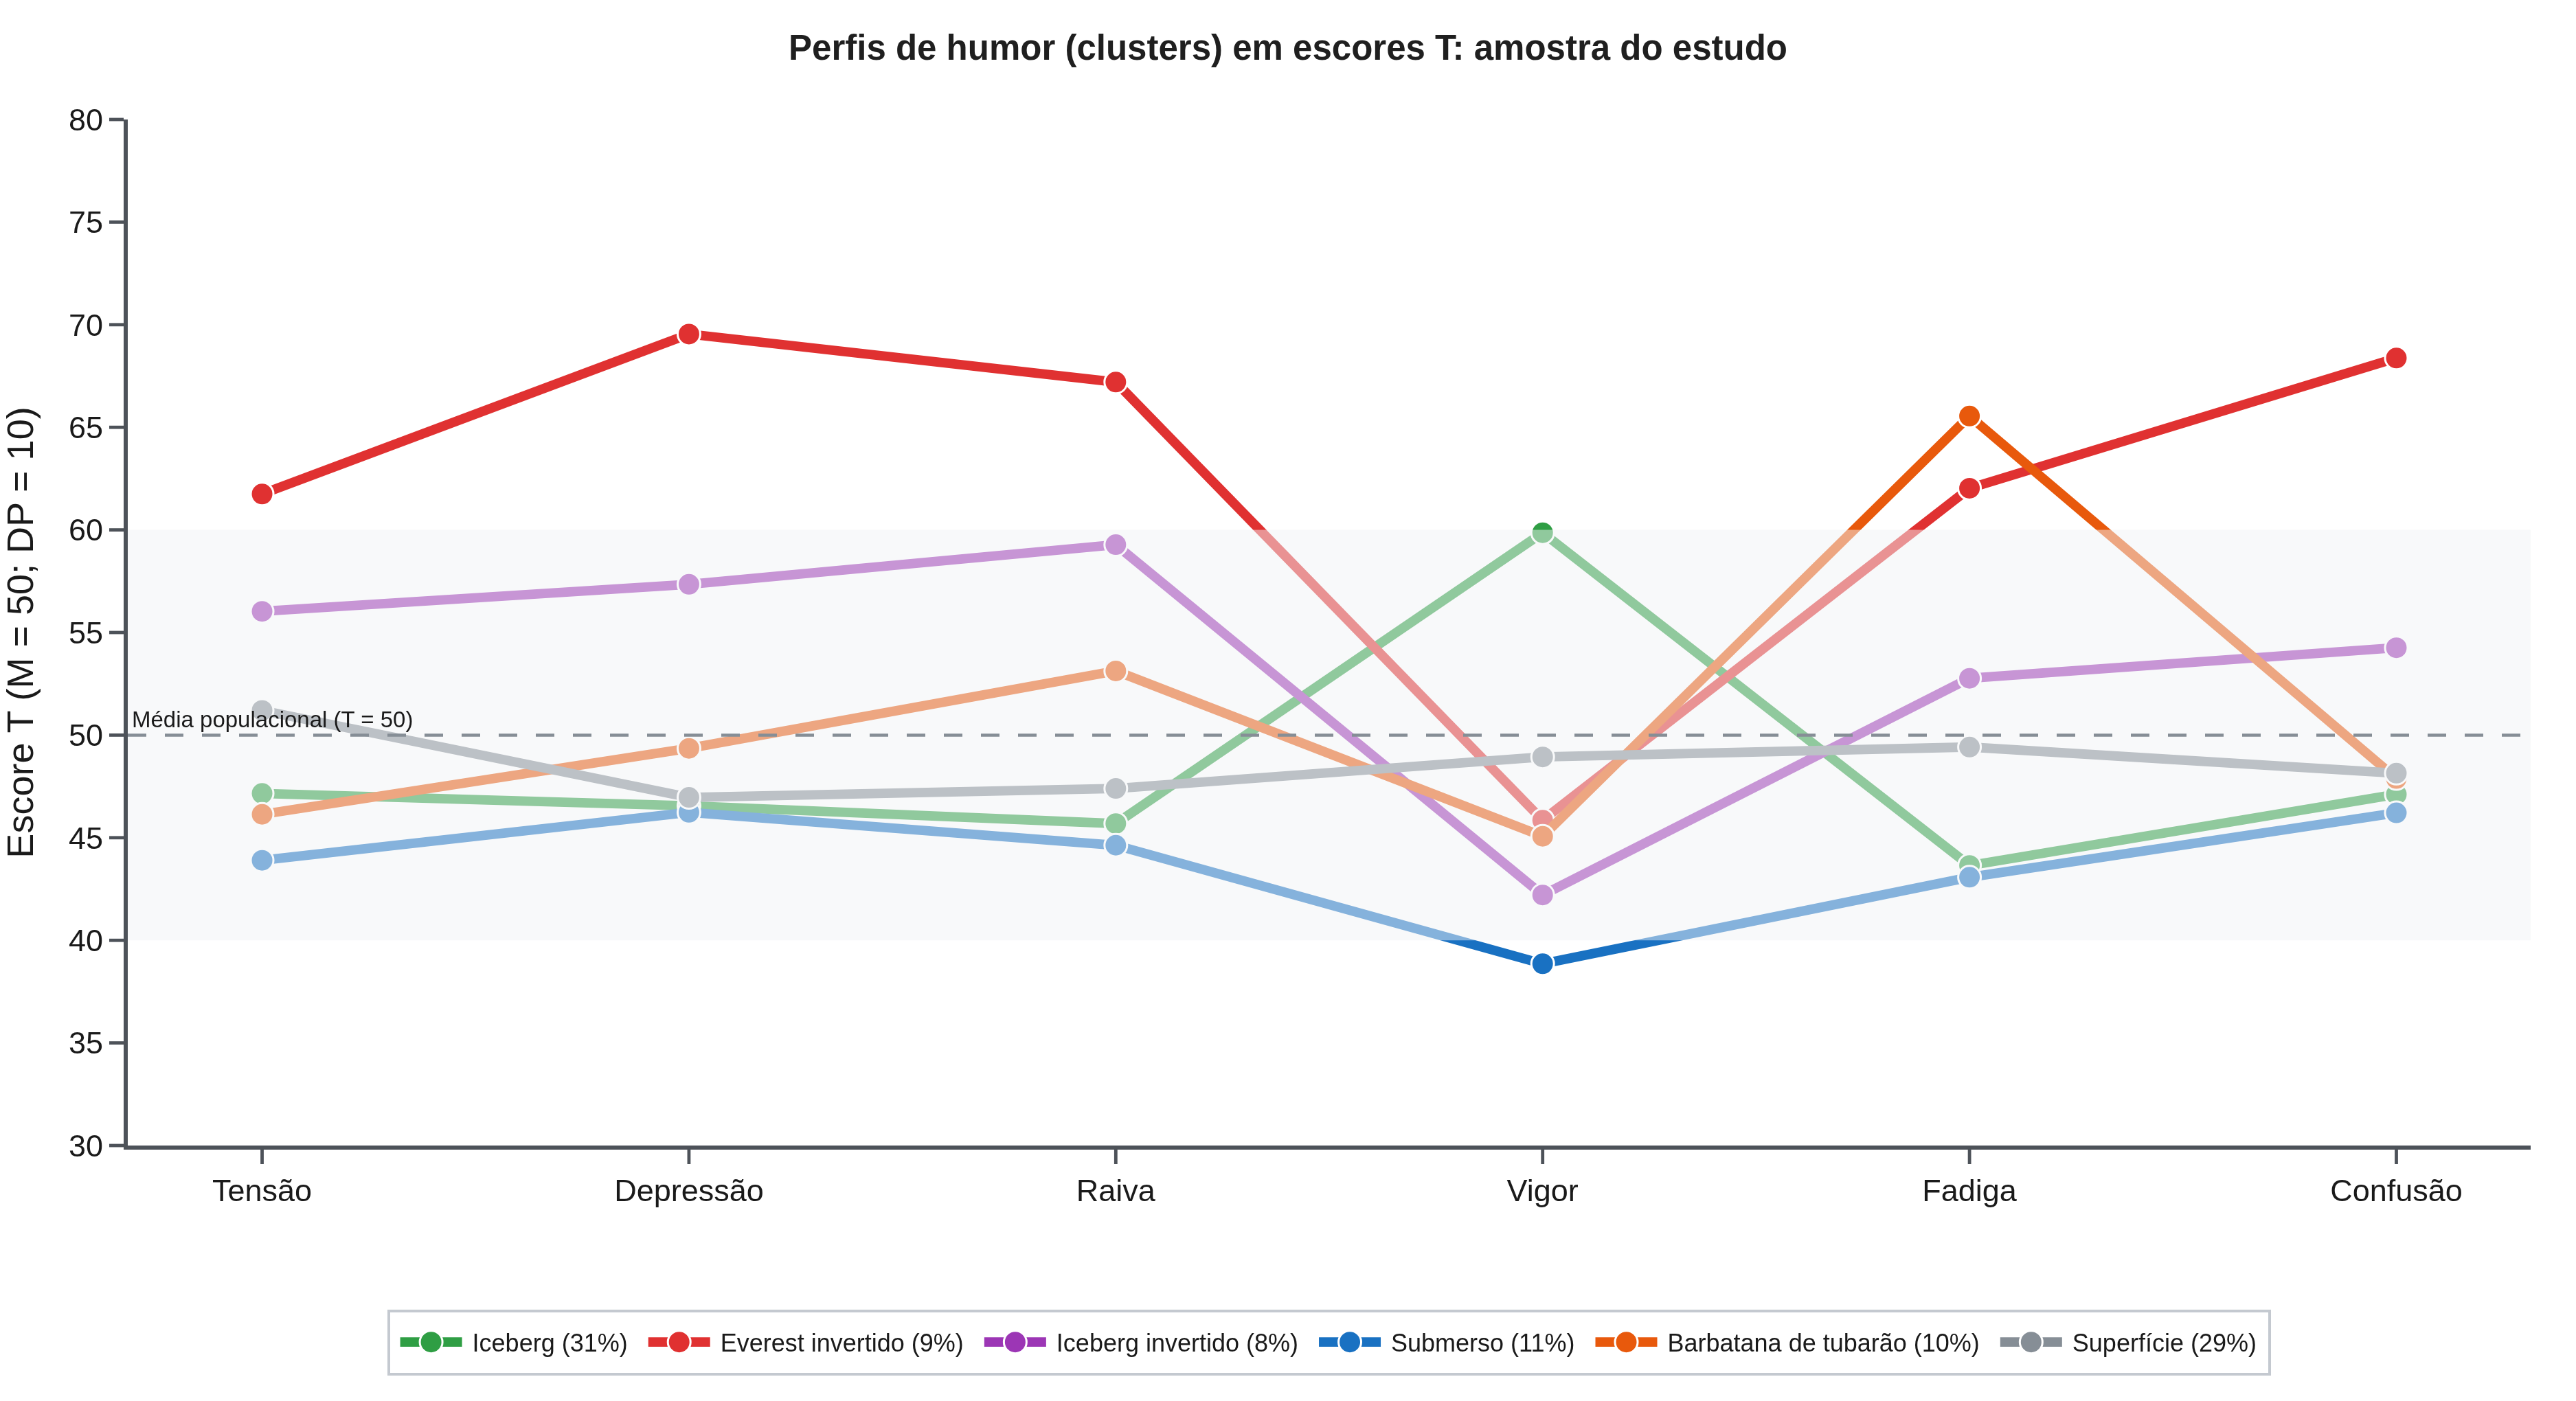 Perfis de humor (clusters) em escores T: amostra do estudo
Escore T (M = 50; DP = 10)
80
75
70
65
60
55
50
45
40
35
30
Média populacional (T = 50)
Tensão Depressão Raiva Vigor Fadiga Confusão
Iceberg (31%) Everest invertido (9%) Iceberg invertido (8%) Submerso (11%) Barbatana de tubarão (10%) Superfície (29%)